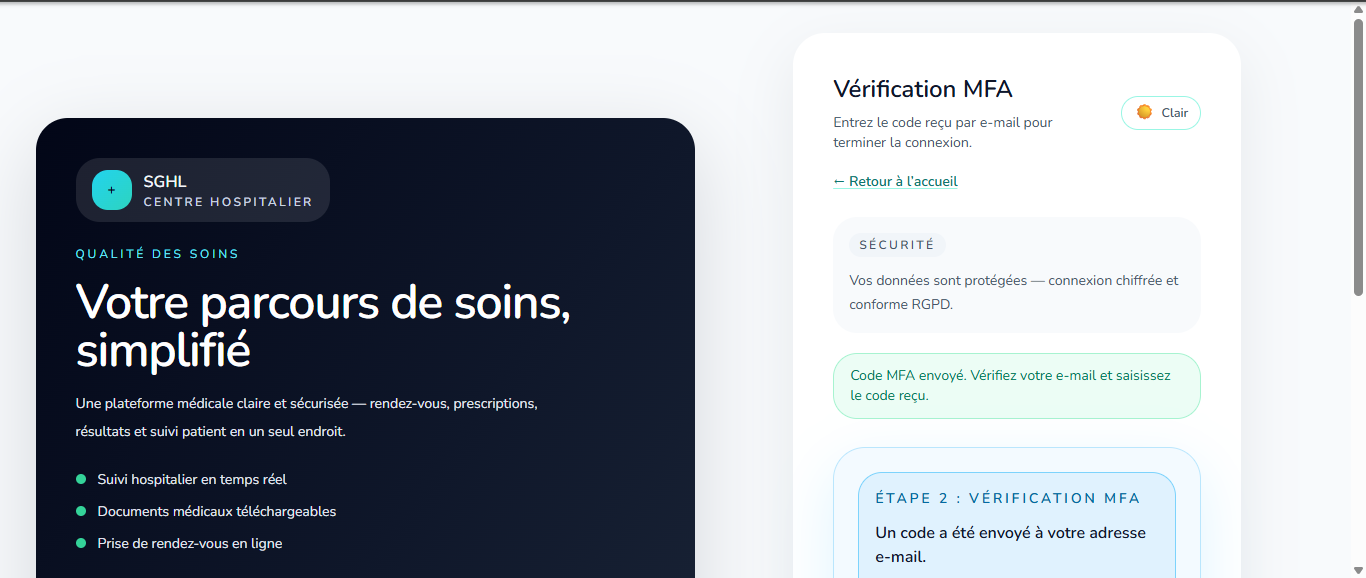 SGHL
CENTRE HOSPITALIER
QUALITÉ DES SOINS
Votre parcours de soins,
simplifié
Une plateforme médicale claire et sécurisée — rendez-vous, prescriptions,
résultats et suivi patient en un seul endroit.
Suivi hospitalier en temps réel
Documents médicaux téléchargeables
Prise de rendez-vous en ligne
Vérification MFA
Entrez le code reçu par e-mail pour
terminer la connexion.
Clair
← Retour à l'accueil
SÉCURITÉ
Vos données sont protégées — connexion chiffrée et
conforme RGPD.
Code MFA envoyé. Vérifiez votre e-mail et saisissez
le code reçu.
ÉTAPE 2 : VÉRIFICATION MFA
Un code a été envoyé à votre adresse
e-mail.